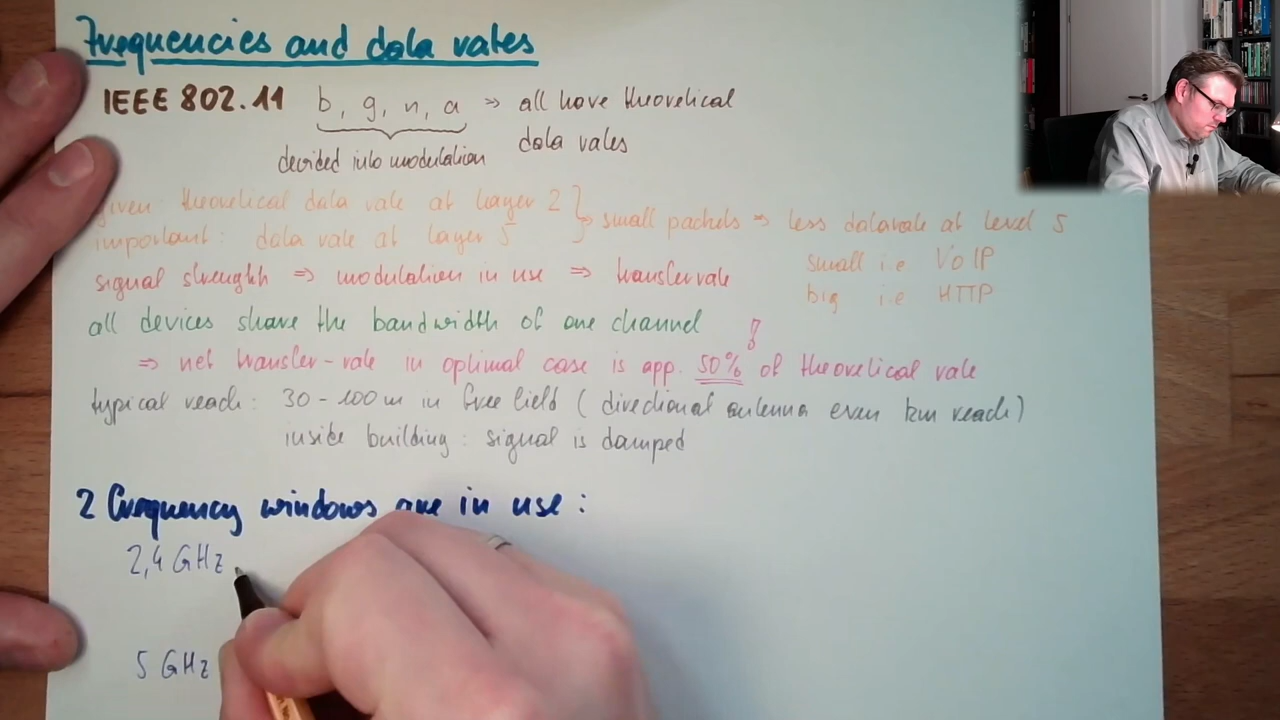 Frequencies and data rates
IEEE 802.11 b, g, n, a => all have theoretical
data rates
devided into modulation
given: theoretical data rate at layer 2
important: data rate at layer 5
small packets => less datarate at level 5
signal strength => modulation in use => transfer rate
small i.e VoIP
big i.e HTTP
all devices share the bandwidth of one channel
=> net transfer-rate in optimal case is app. 50% of theoretical rate
typical reach: 30-100m in free field (directional antenna even km reach)
inside building: signal is damped
2 frequency windows are in use:
2,4 GHz
5 GHz